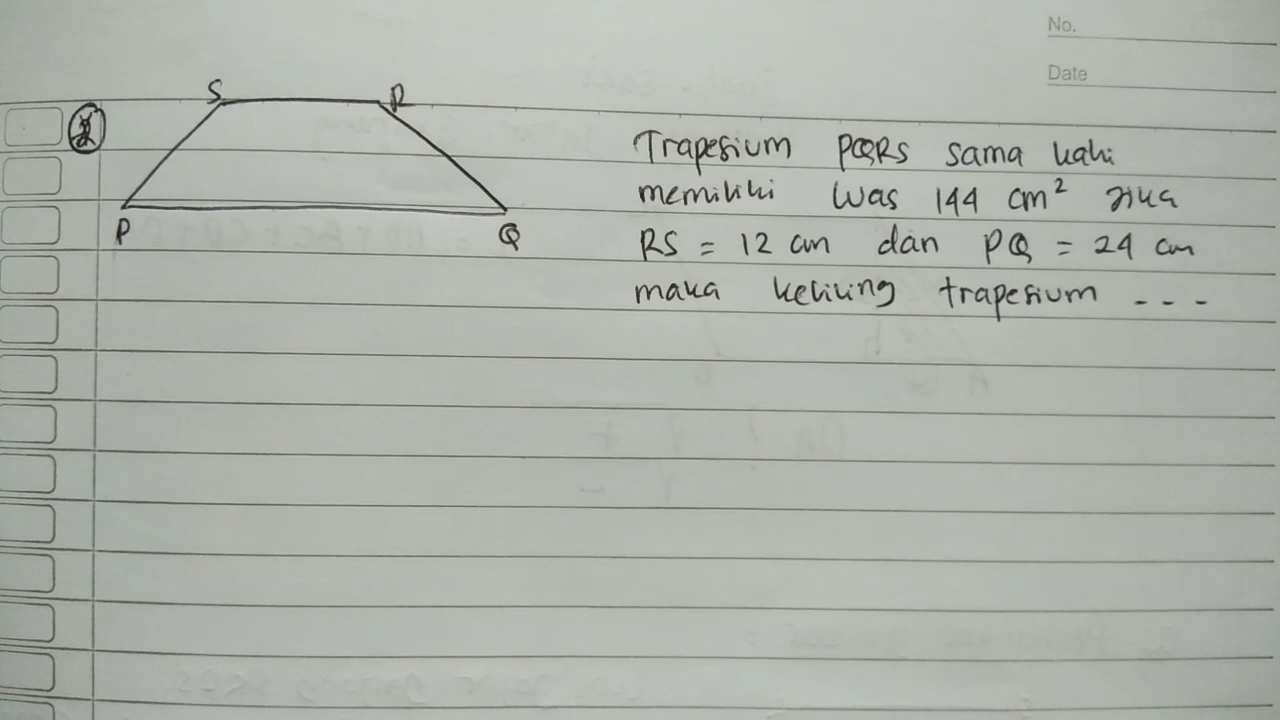 No.
Date
S R
P Q
Trapesium PQRS sama kaki
memiliki luas 144 cm² jika
RS = 12 cm dan PQ = 24 cm
maka keliling trapesium - - -